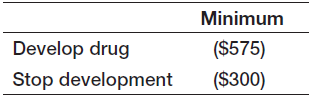 Minimum
Develop drug ($575)
Stop development ($300)